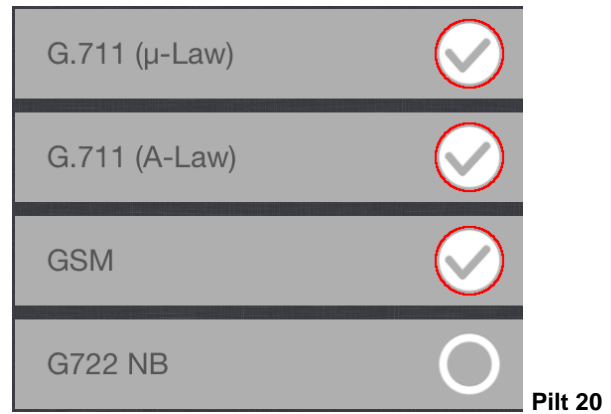 G.711 (μ-Law)
G.711 (A-Law)
GSM
G722 NB
Pilt 20